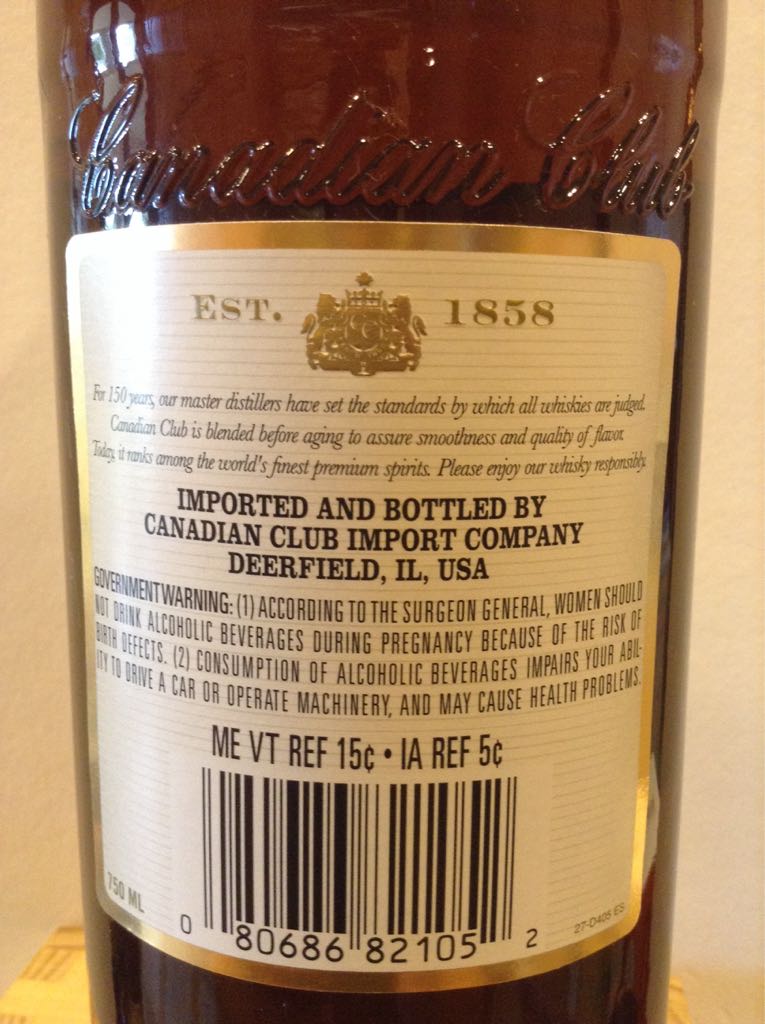 Canadian Club
EST. 1858
For 150 years, our master distillers have set the standards by which all whiskies are judged.
Canadian Club is blended before aging to assure smoothness and quality of flavor.
Today, it ranks among the world's finest premium spirits. Please enjoy our whisky responsibly.
IMPORTED AND BOTTLED BY
CANADIAN CLUB IMPORT COMPANY
DEERFIELD, IL, USA
GOVERNMENT WARNING: (1) ACCORDING TO THE SURGEON GENERAL, WOMEN SHOULD
NOT DRINK ALCOHOLIC BEVERAGES DURING PREGNANCY BECAUSE OF THE RISK OF
BIRTH DEFECTS. (2) CONSUMPTION OF ALCOHOLIC BEVERAGES IMPAIRS YOUR ABIL-
ITY TO DRIVE A CAR OR OPERATE MACHINERY, AND MAY CAUSE HEALTH PROBLEMS.
ME VT REF 15¢ • IA REF 5¢
750 ML
0 80686 82105 2
27-D405 ES